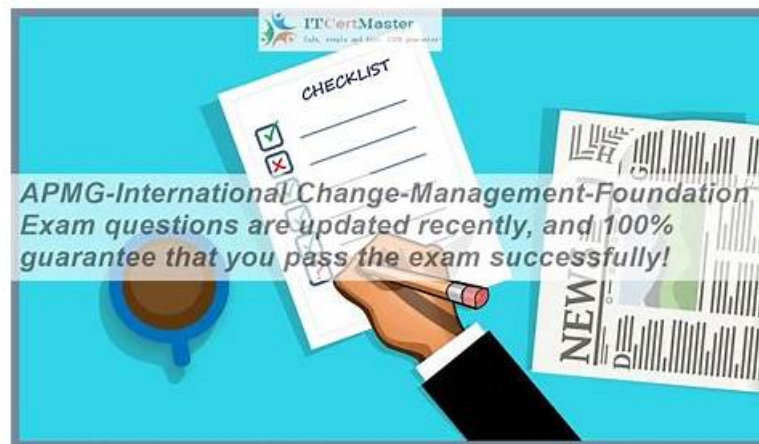 ITCertMaster
CHECKLIST
APMG-International Change-Management-Foundation
Exam questions are updated recently, and 100%
guarantee that you pass the exam successfully!
NEWS